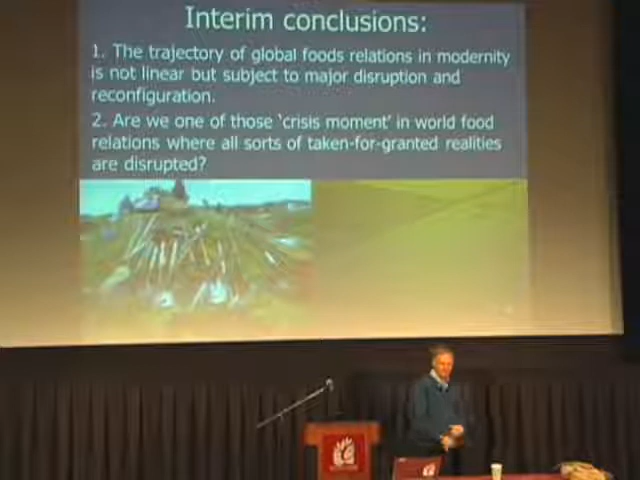 Interim conclusions:
1. The trajectory of global foods relations in modernity
is not linear but subject to major disruption and
reconfiguration.
2. Are we one of those 'crisis moment' in world food
relations where all sorts of taken-for-granted realities
are disrupted?